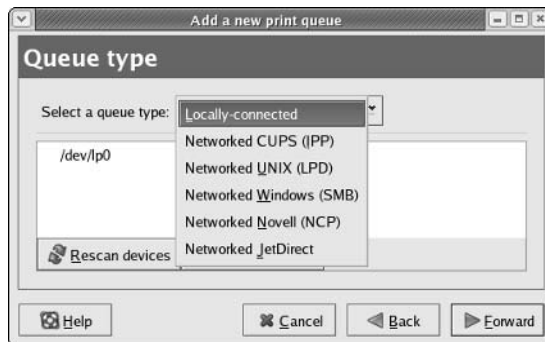 Add a new print queue
Queue type
Select a queue type:
Locally-connected
Networked CUPS (IPP)
Networked UNIX (LPD)
Networked Windows (SMB)
Networked Novell (NCP)
Networked JetDirect
/dev/lp0
Rescan devices
Help
Cancel
Back
Forward